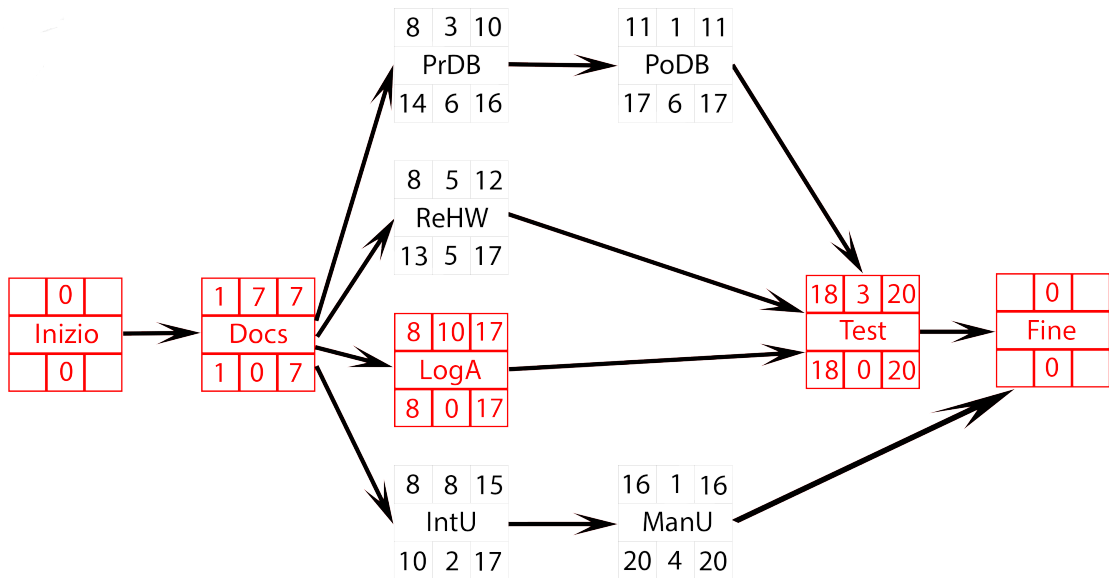 8 3 10
PrDB
14 6 16
11 1 11
PoDB
17 6 17
8 5 12
ReHW
13 5 17
0
Inizio
0
1 7 7
Docs
1 0 7
8 10 17
LogA
8 0 17
18 3 20
Test
18 0 20
0
Fine
0
8 8 15
IntU
10 2 17
16 1 16
ManU
20 4 20